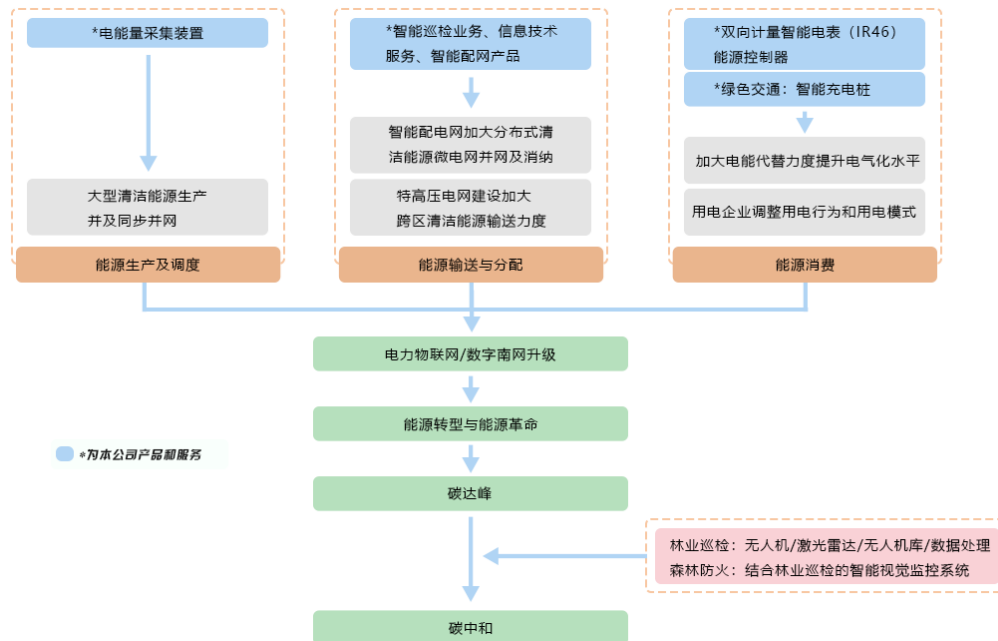 *电能量采集装置
大型清洁能源生产
并及同步并网
能源生产及调度
*智能巡检业务、信息技术
服务、智能配网产品
智能配电网加大分布式清
洁能源微电网并网及消纳
特高压电网建设加大
跨区清洁能源输送力度
能源输送与分配
*双向计量智能电表（IR46）
能源控制器
*绿色交通：智能充电桩
加大电能代替力度提升电气化水平
用电企业调整用电行为和用电模式
能源消费
电力物联网/数字南网升级
能源转型与能源革命
*为本公司产品和服务
碳达峰
林业巡检：无人机/激光雷达/无人机库/数据处理
森林防火：结合林业巡检的智能视觉监控系统
碳中和